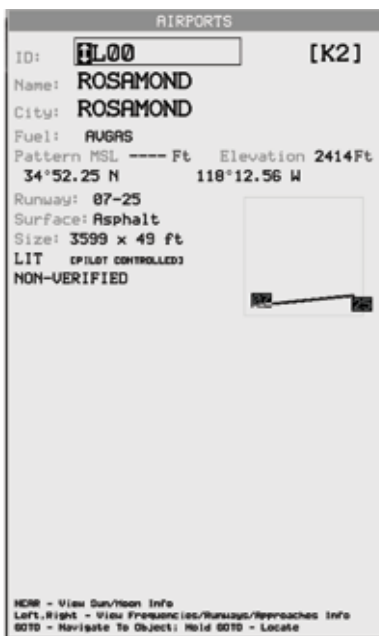 AIRPORTS
ID: L00 [K2]
Name: ROSAMOND
City: ROSAMOND
Fuel: AVGAS
Pattern MSL ---- Ft Elevation 2414Ft
34°52.25 N 118°12.56 W
Runway: 07-25
Surface: Asphalt
Size: 3599 x 49 ft
LIT [PILOT CONTROLLED]
NON-VERIFIED
07
25
NEAR - View Sun/Moon Info
Left,Right - View Frequencies/Runways/Approaches Info
GOTO - Navigate To Object; Hold GOTO - Locate